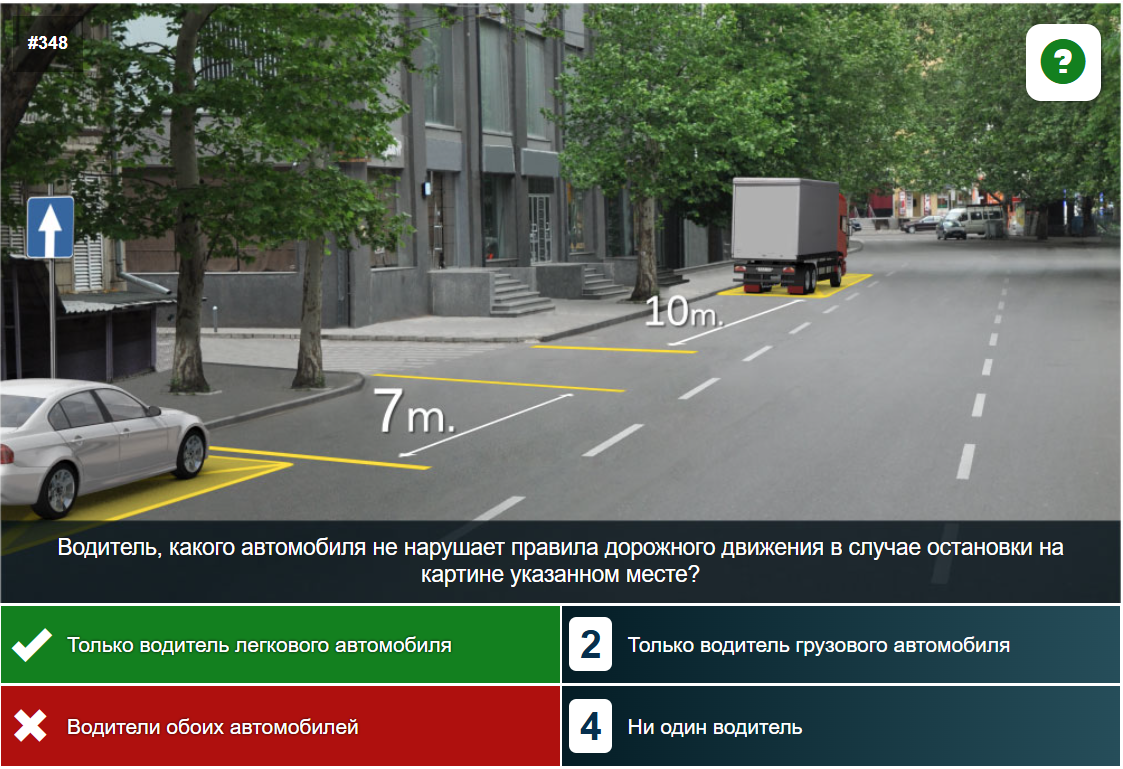 #348
?
10m.
7m.
Водитель, какого автомобиля не нарушает правила дорожного движения в случае остановки на
картине указанном месте?
Только водитель легкового автомобиля
2 Только водитель грузового автомобиля
Водители обоих автомобилей
4 Ни один водитель